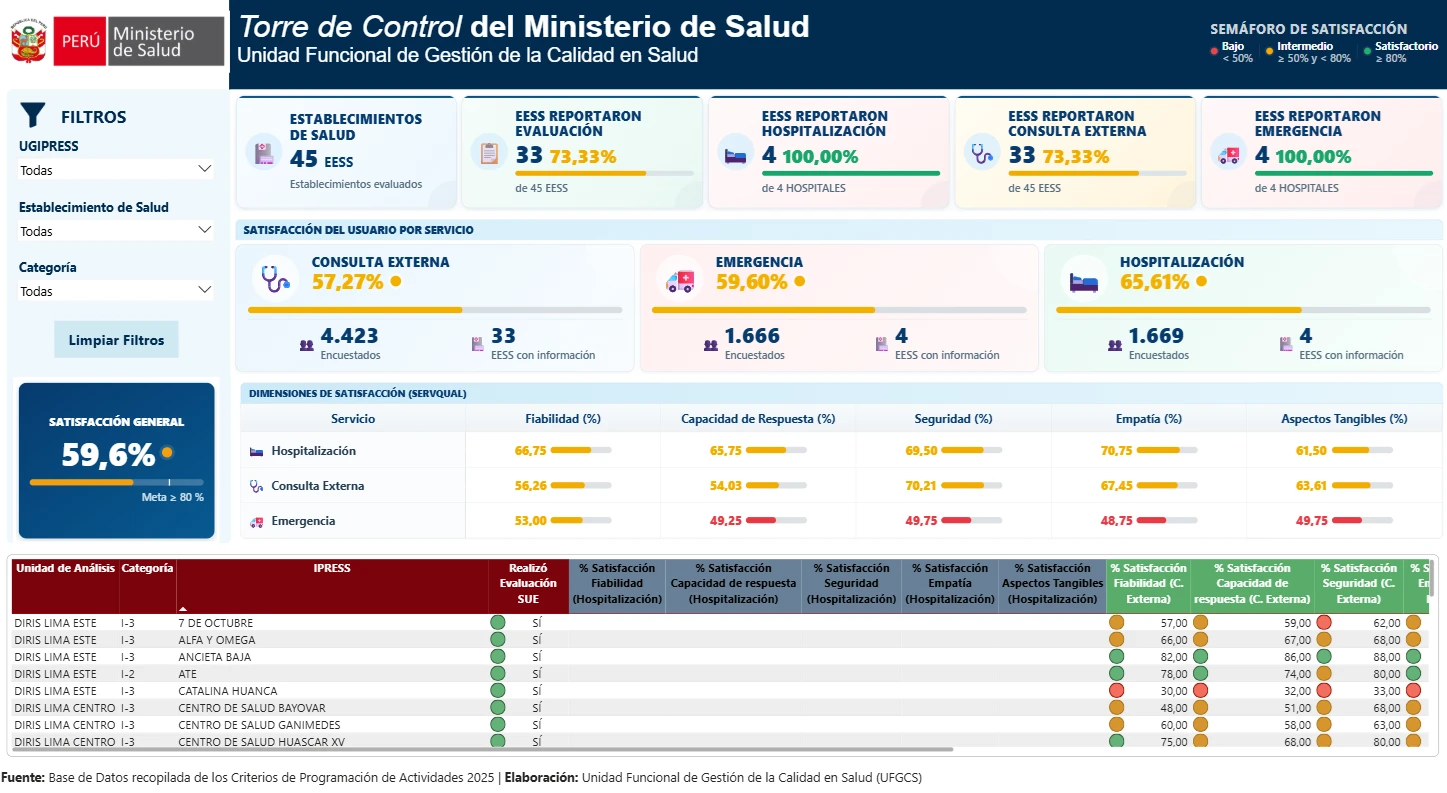 PERÚ
Ministerio
de Salud
Torre de Control del Ministerio de Salud
Unidad Funcional de Gestión de la Calidad en Salud
SEMÁFORO DE SATISFACCIÓN
Bajo
< 50%
Intermedio
≥ 50% y < 80%
Satisfactorio
≥ 80%
FILTROS
UGIPRESS
Todas
Establecimiento de Salud
Todas
Categoría
Todas
Limpiar Filtros
SATISFACCIÓN GENERAL
59,6%
Meta ≥ 80 %
ESTABLECIMIENTOS
DE SALUD
45 EESS
Establecimientos evaluados
EESS REPORTARON
EVALUACIÓN
33 73,33%
de 45 EESS
EESS REPORTARON
HOSPITALIZACIÓN
4 100,00%
de 4 HOSPITALES
EESS REPORTARON
CONSULTA EXTERNA
33 73,33%
de 45 EESS
EESS REPORTARON
EMERGENCIA
4 100,00%
de 4 HOSPITALES
SATISFACCIÓN DEL USUARIO POR SERVICIO
CONSULTA EXTERNA
57,27%
4.423
Encuestados
33
EESS con información
EMERGENCIA
59,60%
1.666
Encuestados
4
EESS con información
HOSPITALIZACIÓN
65,61%
1.669
Encuestados
4
EESS con información
DIMENSIONES DE SATISFACCIÓN (SERVQUAL)
Servicio Fiabilidad (%) Capacidad de Respuesta (%) Seguridad (%) Empatía (%) Aspectos Tangibles (%)
Hospitalización 66,75 65,75 69,50 70,75 61,50
Consulta Externa 56,26 54,03 70,21 67,45 63,61
Emergencia 53,00 49,25 49,75 48,75 49,75
Unidad de Análisis
Categoría
IPRESS
Realizó
Evaluación
SUE
% Satisfacción
Fiabilidad
(Hospitalización)
% Satisfacción
Capacidad de respuesta
(Hospitalización)
% Satisfacción
Seguridad
(Hospitalización)
% Satisfacción
Empatía
(Hospitalización)
% Satisfacción
Aspectos Tangibles
(Hospitalización)
% Satisfacción
Fiabilidad (C.
Externa)
% Satisfacción
Capacidad de
respuesta (C. Externa)
% Satisfacción
Seguridad (C.
Externa)
% S
DIRIS LIMA ESTE I-3 7 DE OCTUBRE SÍ 57,00 59,00 62,00
DIRIS LIMA ESTE I-3 ALFA Y OMEGA SÍ 66,00 67,00 68,00
DIRIS LIMA ESTE I-3 ANCIETA BAJA SÍ 82,00 86,00 88,00
DIRIS LIMA ESTE I-2 ATE SÍ 78,00 74,00 80,00
DIRIS LIMA ESTE I-3 CATALINA HUANCA SÍ 30,00 32,00 33,00
DIRIS LIMA CENTRO I-3 CENTRO DE SALUD BAYOVAR SÍ 48,00 51,00 68,00
DIRIS LIMA CENTRO I-3 CENTRO DE SALUD GANIMEDES SÍ 60,00 58,00 63,00
DIRIS LIMA CENTRO I-3 CENTRO DE SALUD HUASCAR XV SÍ 75,00 68,00 80,00
Fuente: Base de Datos recopilada de los Criterios de Programación de Actividades 2025 | Elaboración: Unidad Funcional de Gestión de la Calidad en Salud (UFGCS)